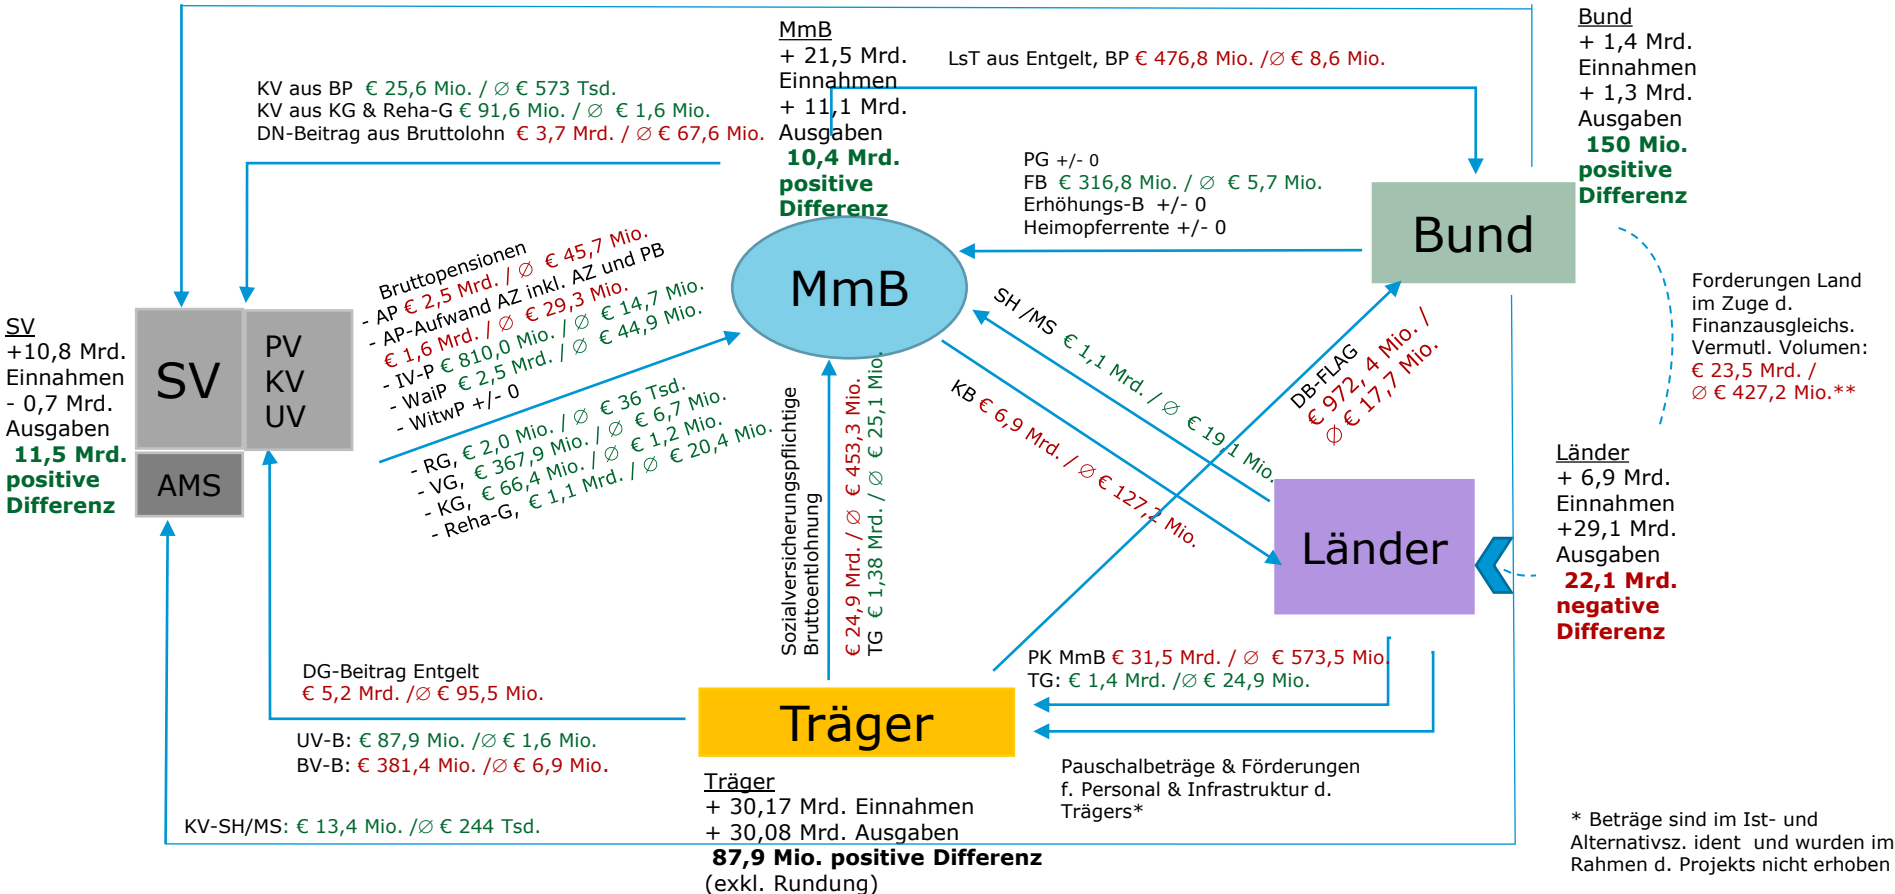 MmB
+ 21,5 Mrd.
Einnahmen
+ 11,1 Mrd.
Ausgaben
10,4 Mrd.
positive
Differenz
LsT aus Entgelt, BP € 476,8 Mio. /∅ € 8,6 Mio.
Bund
+ 1,4 Mrd.
Einnahmen
+ 1,3 Mrd.
Ausgaben
150 Mio.
positive
Differenz
KV aus BP € 25,6 Mio. / ∅ € 573 Tsd.
KV aus KG & Reha-G € 91,6 Mio. / ∅ € 1,6 Mio.
DN-Beitrag aus Bruttolohn € 3,7 Mrd. / ∅ € 67,6 Mio.
PG +/- 0
FB € 316,8 Mio. / ∅ € 5,7 Mio.
Erhöhungs-B +/- 0
Heimopferrente +/- 0
Bund
MmB
Bruttopensionen
- AP € 2,5 Mrd. / ∅ € 45,7 Mio.
- AP-Aufwand AZ inkl. AZ und PB
€ 1,6 Mrd. / ∅ € 29,3 Mio.
- IV-P € 810,0 Mio. / ∅ € 14,7 Mio.
- WaiP € 2,5 Mrd. / ∅ € 44,9 Mio.
- WitwP +/- 0
- RG, € 2,0 Mio. / ∅ € 36 Tsd.
- VG, € 367,9 Mio. / ∅ € 6,7 Mio.
- KG, € 66,4 Mio. / ∅ € 1,2 Mio.
- Reha-G, € 1,1 Mrd. / ∅ € 20,4 Mio.
SV
+10,8 Mrd.
Einnahmen
- 0,7 Mrd.
Ausgaben
11,5 Mrd.
positive
Differenz
SV
PV
KV
UV
AMS
SH /MS € 1,1 Mrd. / ∅ € 19,1 Mio.
KB € 6,9 Mrd. / ∅ € 127,2 Mio.
DB-FLAG
€ 972, 4 Mio. /
∅ € 17,7 Mio.
Forderungen Land
im Zuge d.
Finanzausgleichs.
Vermutl. Volumen:
€ 23,5 Mrd. /
∅ € 427,2 Mio.**
Sozialversicherungspflichtige
Bruttoentlohnung
€ 24,9 Mrd. / ∅ € 453,3 Mio.
TG € 1,38 Mrd. / ∅ € 25,1 Mio.
Länder
Länder
+ 6,9 Mrd.
Einnahmen
+29,1 Mrd.
Ausgaben
22,1 Mrd.
negative
Differenz
DG-Beitrag Entgelt
€ 5,2 Mrd. /∅ € 95,5 Mio.
UV-B: € 87,9 Mio. /∅ € 1,6 Mio.
BV-B: € 381,4 Mio. /∅ € 6,9 Mio.
KV-SH/MS: € 13,4 Mio. /∅ € 244 Tsd.
PK MmB € 31,5 Mrd. / ∅ € 573,5 Mio.
TG: € 1,4 Mrd. /∅ € 24,9 Mio.
Träger
Pauschalbeträge & Förderungen
f. Personal & Infrastruktur d.
Trägers*
Träger
+ 30,17 Mrd. Einnahmen
+ 30,08 Mrd. Ausgaben
87,9 Mio. positive Differenz
(exkl. Rundung)
* Beträge sind im Ist- und
Alternativsz. ident und wurden im
Rahmen d. Projekts nicht erhoben